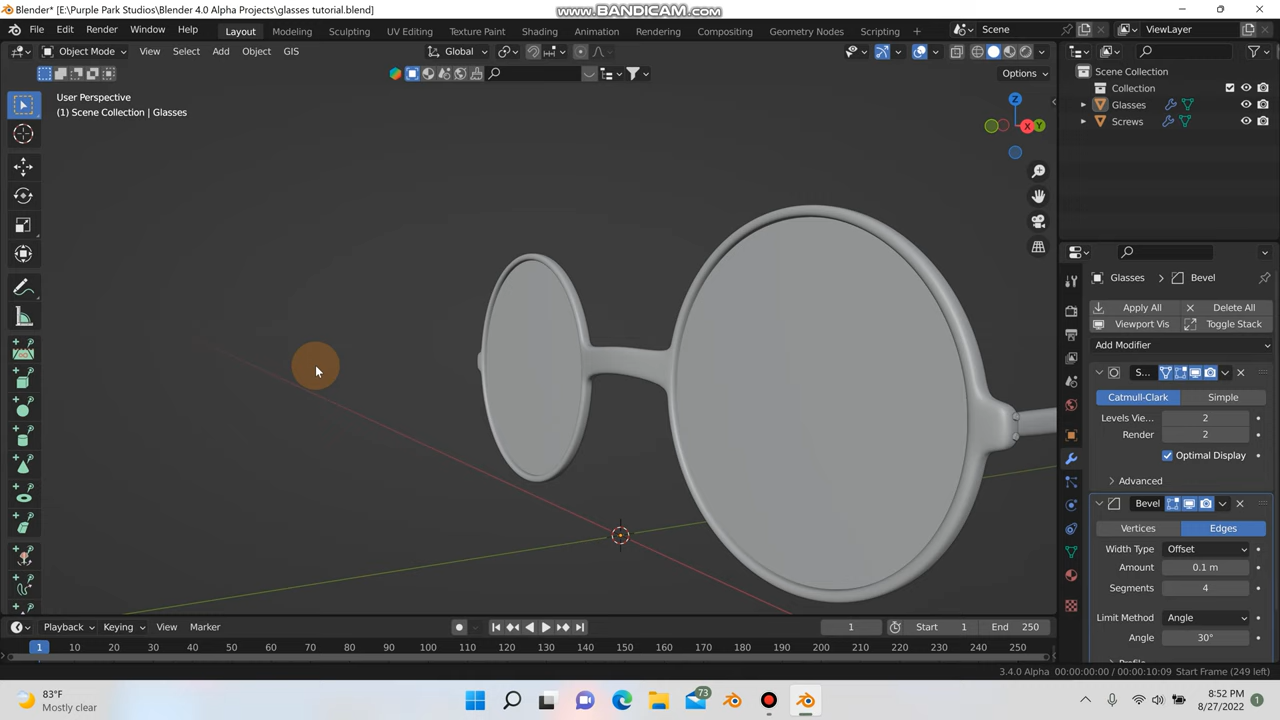 Blender* [E:\Purple Park Studios\Blender 4.0 Alpha Projects\glasses tutorial.blend]
www.BANDICAM.com
File Edit Render Window Help
Layout Modeling Sculpting UV Editing Texture Paint Shading Animation Rendering Compositing Geometry Nodes Scripting +
Scene
ViewLayer
Object Mode View Select Add Object GIS
Global
Options
User Perspective
(1) Scene Collection | Glasses
Z
X
Y
Scene Collection
Collection
Glasses
Screws
Glasses > Bevel
Apply All
Delete All
Viewport Vis
Toggle Stack
Add Modifier
S...
Catmull-Clark Simple
Levels Vie... 2
Render 2
Optimal Display
Advanced
Bevel
Vertices Edges
Width Type Offset
Amount 0.1 m
Segments 4
Limit Method Angle
Angle 30°
Profile
Playback Keying View Marker
1
Start 1
End 250
1 10 20 30 40 50 60 70 80 90 100 110 120 130 140 150 160 170 180 190 200 210 220 230 240 250
3.4.0 Alpha 00:00:00:00 / 00:00:10:09 Start Frame (249 left)
83°F
Mostly clear
73
8:52 PM
8/27/2022
1